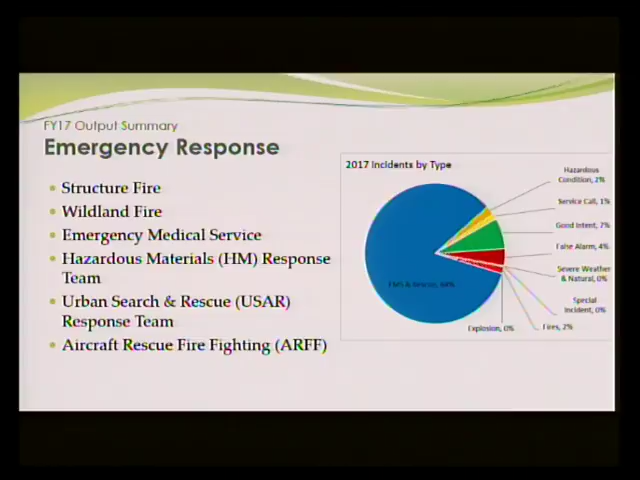 FY17 Output Summary
Emergency Response
Structure Fire
Wildland Fire
Emergency Medical Service
Hazardous Materials (HM) Response
Team
Urban Search & Rescue (USAR)
Response Team
Aircraft Rescue Fire Fighting (ARFF)
2017 Incidents by Type
Hazardous
Condition, 2%
Service Call, 1%
Good Intent, 7%
False Alarm, 4%
Severe Weather
& Natural, 0%
Special
Incident, 0%
Fires, 2%
Explosion, 0%
EMS & Rescue,